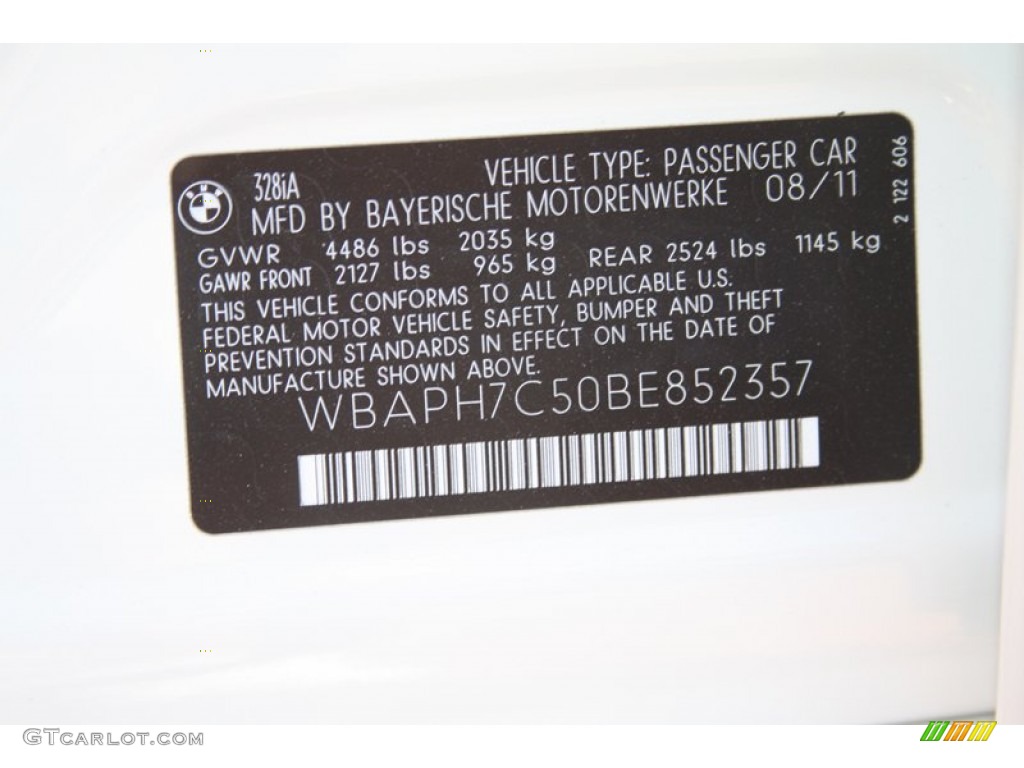 VEHICLE TYPE: PASSENGER CAR
328iA
MFD BY BAYERISCHE MOTORENWERKE 08/11
GVWR 4486 lbs 2035 kg
GAWR FRONT 2127 lbs 965 kg REAR 2524 lbs 1145 kg
THIS VEHICLE CONFORMS TO ALL APPLICABLE U.S.
FEDERAL MOTOR VEHICLE SAFETY, BUMPER AND THEFT
PREVENTION STANDARDS IN EFFECT ON THE DATE OF
MANUFACTURE SHOWN ABOVE.
WBAPH7C50BE852357
2 122 606
BMW
GTCARLOT.COM